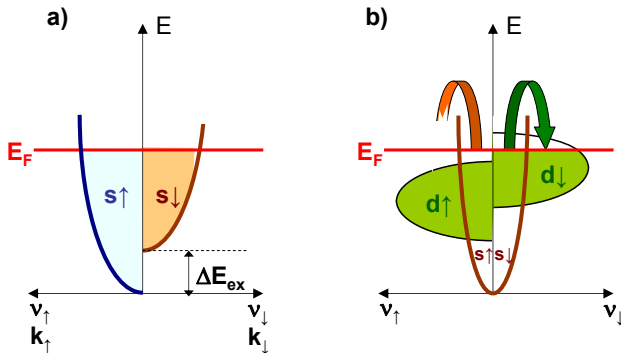 a)
E
E_F
s↑
s↓
ΔE_ex
ν↑
ν↓
k↑
k↓
b)
E
E_F
d↑
d↓
s↑s↓
ν↑
ν↓